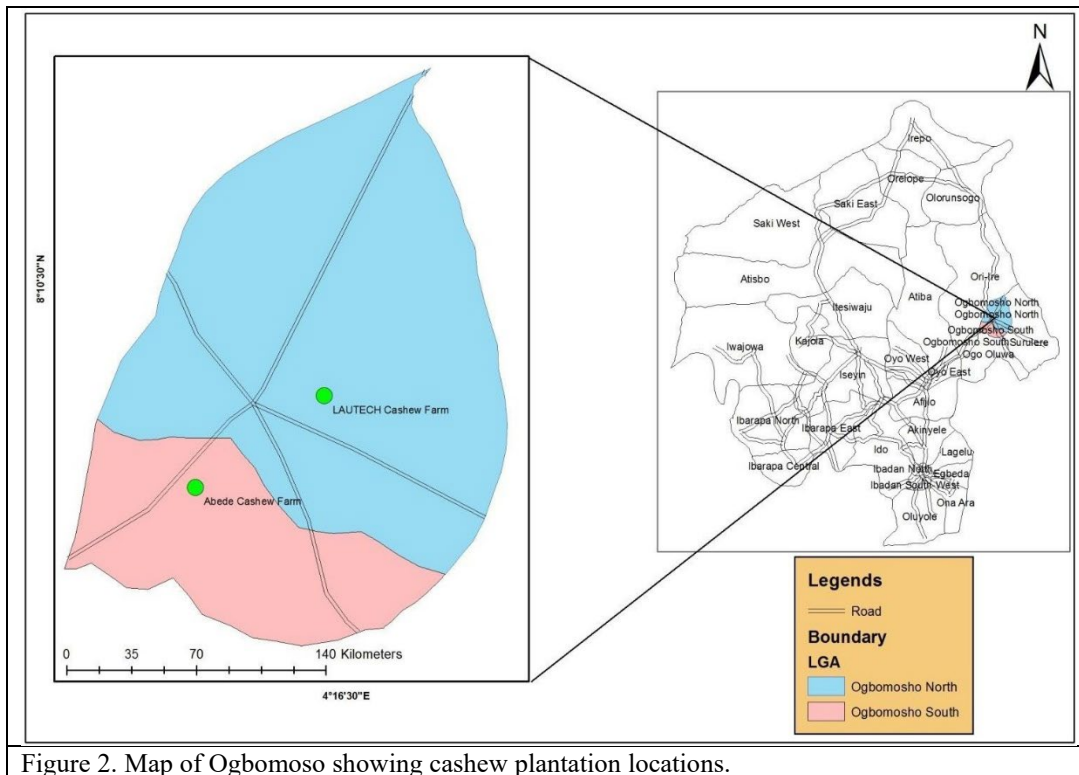 N
8°10'30"N
LAUTECH Cashew Farm
Abede Cashew Farm
0 35 70 140 Kilometers
4°16'30"E
Irepo
Orelope
Olorunsogo
Saki East
Saki West
Ori-Ire
Atisbo
Atiba
Itesiwaju
Ogbomosho North
Ogbomosho North
Ogbomosho South
Ogbomosho South Surulere
Iwajowa
Kajola
Oyo West
Ogo Oluwa
Iseyin
Oyo East
Afijio
Ibarapa North
Ibarapa East
Akinyele
Ido
Lagelu
Ibarapa Central
Ibadan North
Egbeda
Ibadan South West
Ona Ara
Oluyole
Legends
Road
Boundary
LGA
Ogbomosho North
Ogbomosho South
Figure 2. Map of Ogbomoso showing cashew plantation locations.